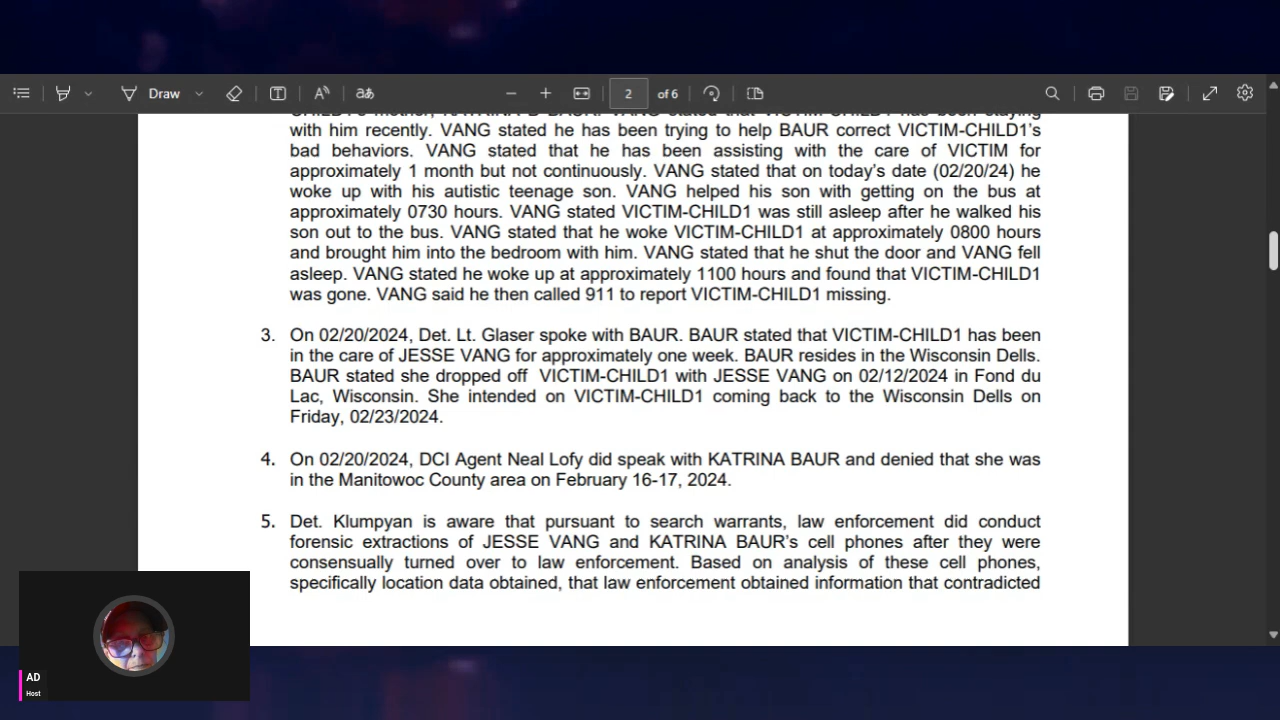 Draw
2
of 6
with him recently. VANG stated he has been trying to help BAUR correct VICTIM-CHILD1's
bad behaviors. VANG stated that he has been assisting with the care of VICTIM for
approximately 1 month but not continuously. VANG stated that on today's date (02/20/24) he
woke up with his autistic teenage son. VANG helped his son with getting on the bus at
approximately 0730 hours. VANG stated VICTIM-CHILD1 was still asleep after he walked his
son out to the bus. VANG stated that he woke VICTIM-CHILD1 at approximately 0800 hours
and brought him into the bedroom with him. VANG stated that he shut the door and VANG fell
asleep. VANG stated he woke up at approximately 1100 hours and found that VICTIM-CHILD1
was gone. VANG said he then called 911 to report VICTIM-CHILD1 missing.
3. On 02/20/2024, Det. Lt. Glaser spoke with BAUR. BAUR stated that VICTIM-CHILD1 has been
in the care of JESSE VANG for approximately one week. BAUR resides in the Wisconsin Dells.
BAUR stated she dropped off VICTIM-CHILD1 with JESSE VANG on 02/12/2024 in Fond du
Lac, Wisconsin. She intended on VICTIM-CHILD1 coming back to the Wisconsin Dells on
Friday, 02/23/2024.
4. On 02/20/2024, DCI Agent Neal Lofy did speak with KATRINA BAUR and denied that she was
in the Manitowoc County area on February 16-17, 2024.
5. Det. Klumpyan is aware that pursuant to search warrants, law enforcement did conduct
forensic extractions of JESSE VANG and KATRINA BAUR's cell phones after they were
consensually turned over to law enforcement. Based on analysis of these cell phones,
specifically location data obtained, that law enforcement obtained information that contradicted
AD
Host